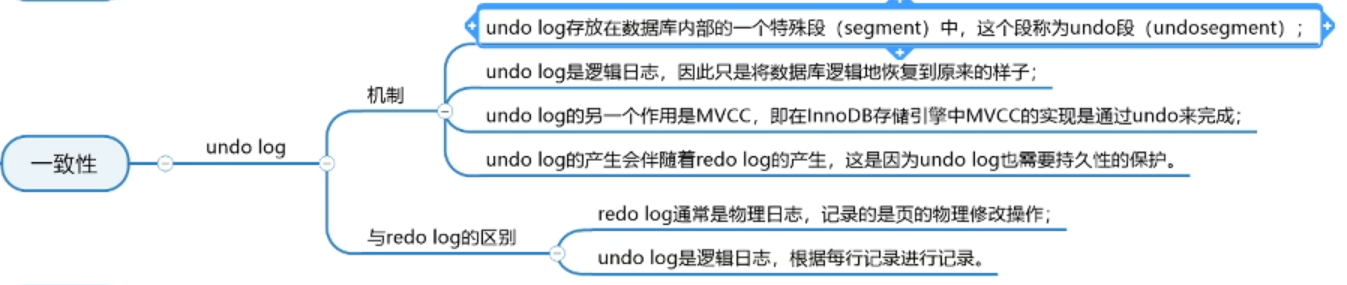 undo log存放在数据库内部的一个特殊段（segment）中，这个段称为undo段（undosegment）；
undo log是逻辑日志，因此只是将数据库逻辑地恢复到原来的样子；
机制
undo log的另一个作用是MVCC，即在InnoDB存储引擎中MVCC的实现是通过undo来完成；
undo log
一致性
undo log的产生会伴随着redo log的产生，这是因为undo log也需要持久性的保护。
redo log通常是物理日志，记录的是页的物理修改操作；
与redo log的区别
undo log是逻辑日志，根据每行记录进行记录。